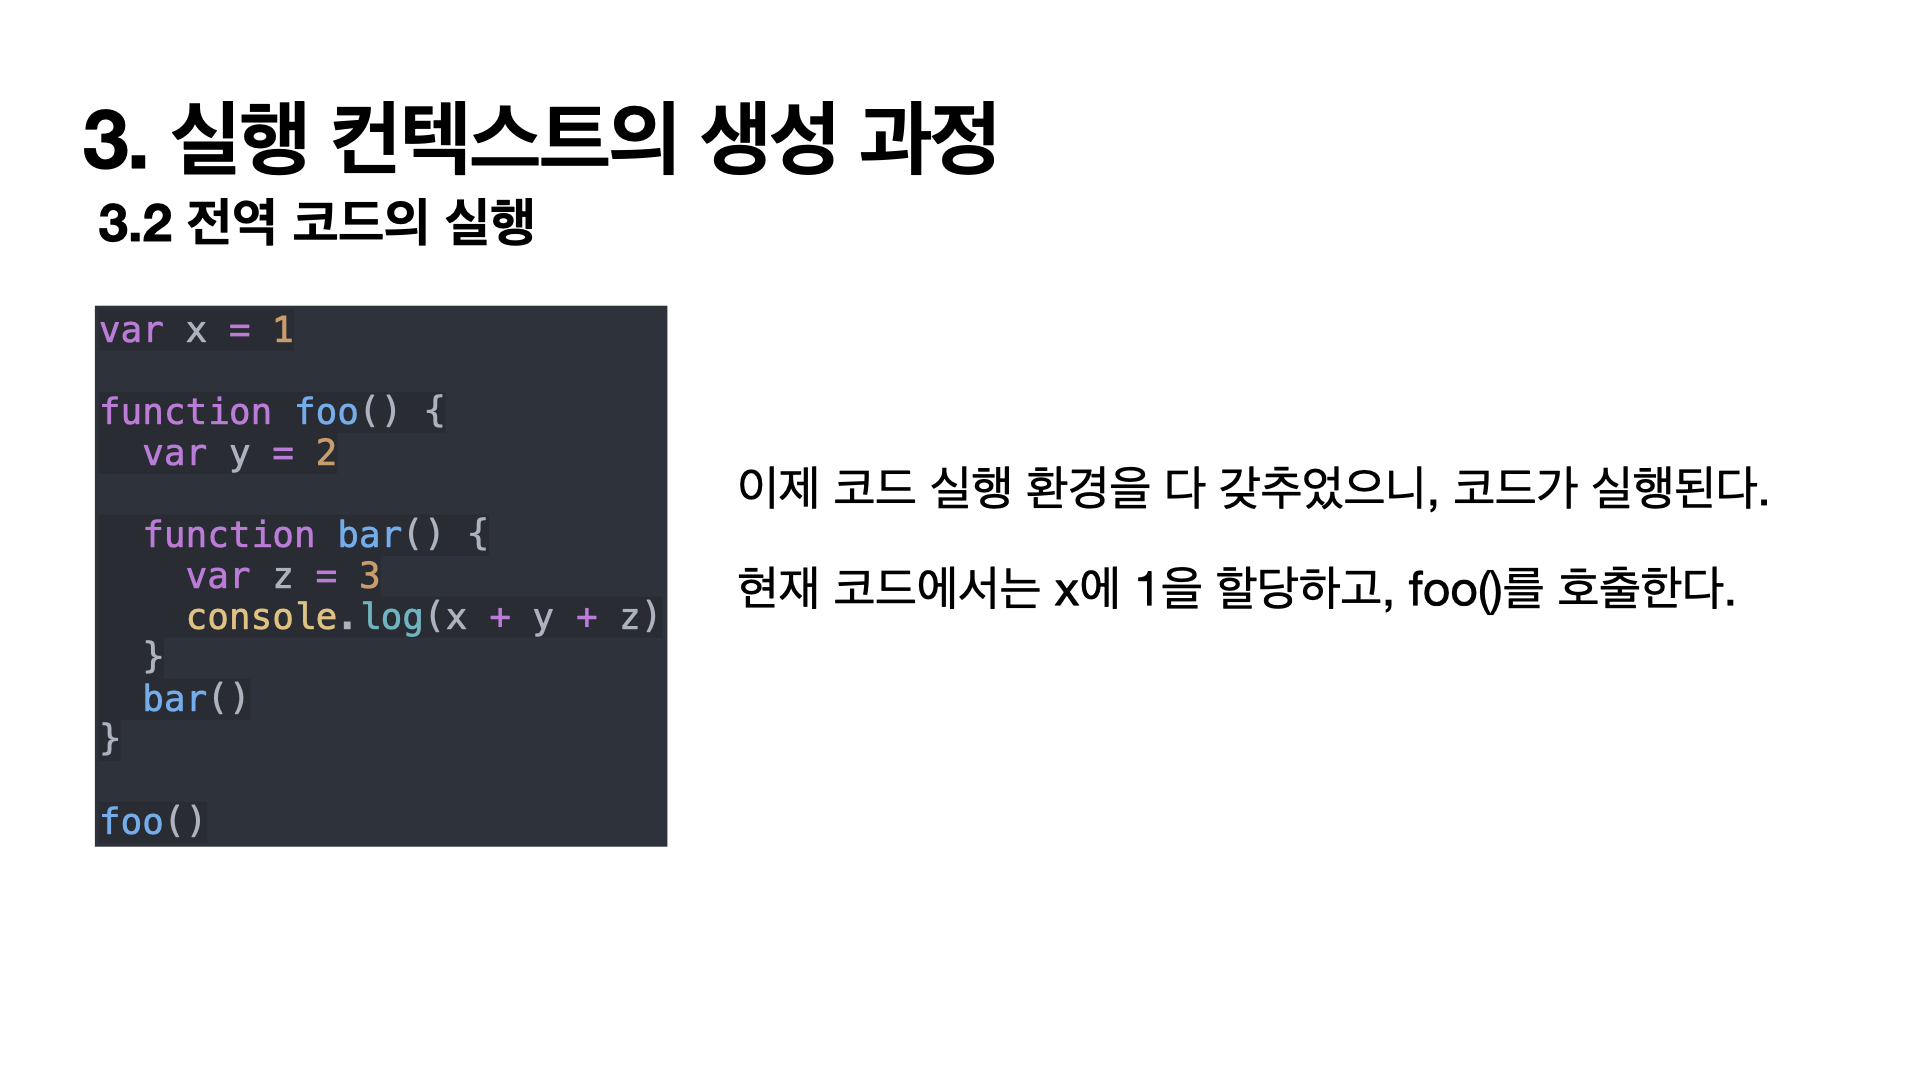 3. 실행 컨텍스트의 생성 과정
3.2 전역 코드의 실행
var x = 1
function foo() {
  var y = 2
  function bar() {
    var z = 3
    console.log(x + y + z)
  }
  bar()
}
foo()
이제 코드 실행 환경을 다 갖추었으니, 코드가 실행된다.
현재 코드에서는 x에 1을 할당하고, foo()를 호출한다.